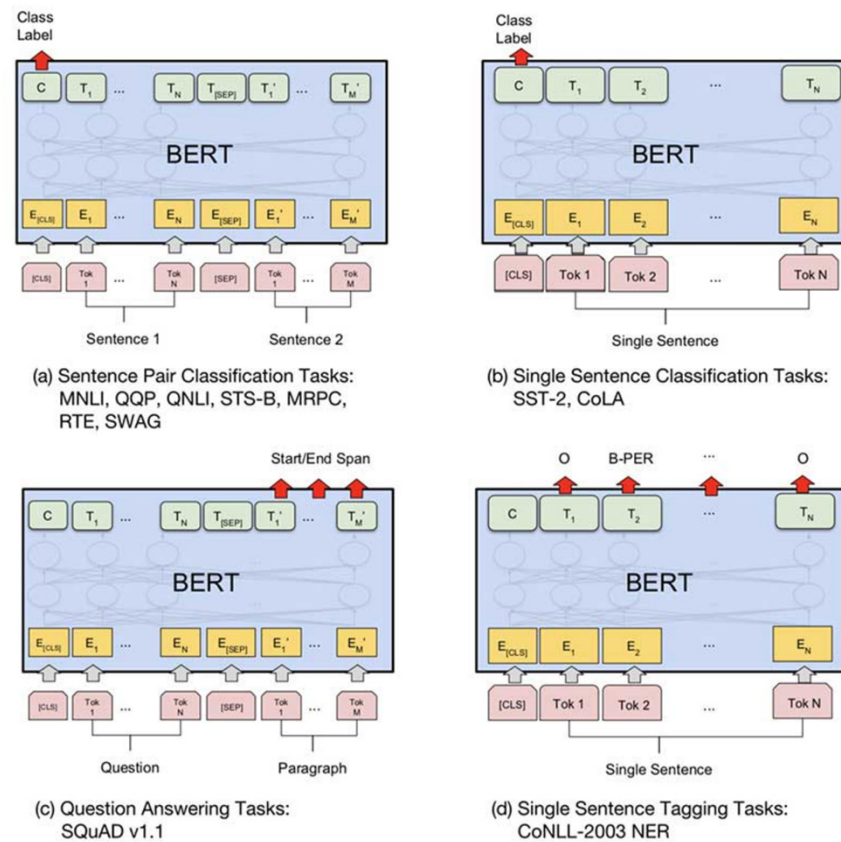 Class
Label
C T1 ... TN T[SEP] T1' ... TM'
BERT
E[CLS] E1 ... EN E[SEP] E1' ... EM'
[CLS] Tok 1 ... Tok N [SEP] Tok 1 ... Tok M
Sentence 1 Sentence 2
(a) Sentence Pair Classification Tasks:
MNLI, QQP, QNLI, STS-B, MRPC,
RTE, SWAG
Class
Label
C T1 T2 ... TN
BERT
E[CLS] E1 E2 ... EN
[CLS] Tok 1 Tok 2 ... Tok N
Single Sentence
(b) Single Sentence Classification Tasks:
SST-2, CoLA
Start/End Span
C T1 ... TN T[SEP] T1' ... TM'
BERT
E[CLS] E1 ... EN E[SEP] E1' ... EM'
[CLS] Tok 1 ... Tok N [SEP] Tok 1 ... Tok M
Question Paragraph
(c) Question Answering Tasks:
SQuAD v1.1
O B-PER ... O
C T1 T2 ... TN
BERT
E[CLS] E1 E2 ... EN
[CLS] Tok 1 Tok 2 ... Tok N
Single Sentence
(d) Single Sentence Tagging Tasks:
CoNLL-2003 NER